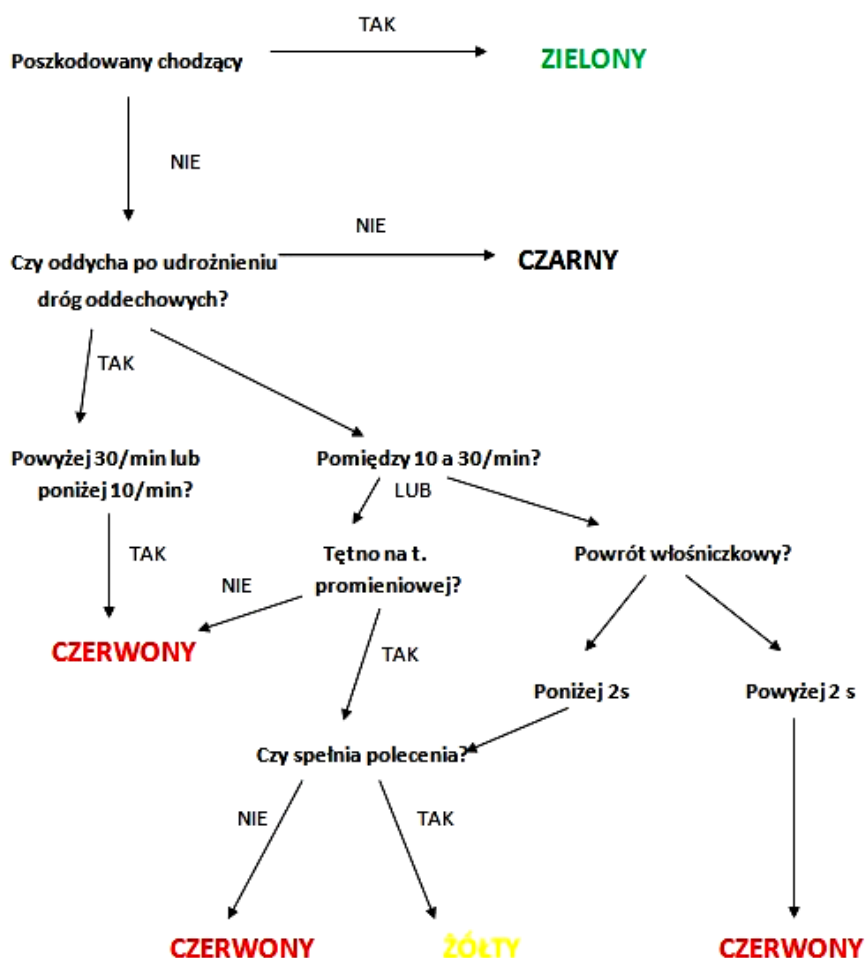 TAK
Poszkodowany chodzący
ZIELONY
NIE
NIE
Czy oddycha po udrożnieniu
dróg oddechowych?
CZARNY
TAK
Powyżej 30/min lub
poniżej 10/min?
Pomiędzy 10 a 30/min?
LUB
TAK
Tętno na t.
promieniowej?
Powrót włośniczkowy?
NIE
CZERWONY
TAK
Poniżej 2s
Powyżej 2 s
Czy spełnia polecenia?
NIE
TAK
CZERWONY
ŻÓŁTY
CZERWONY